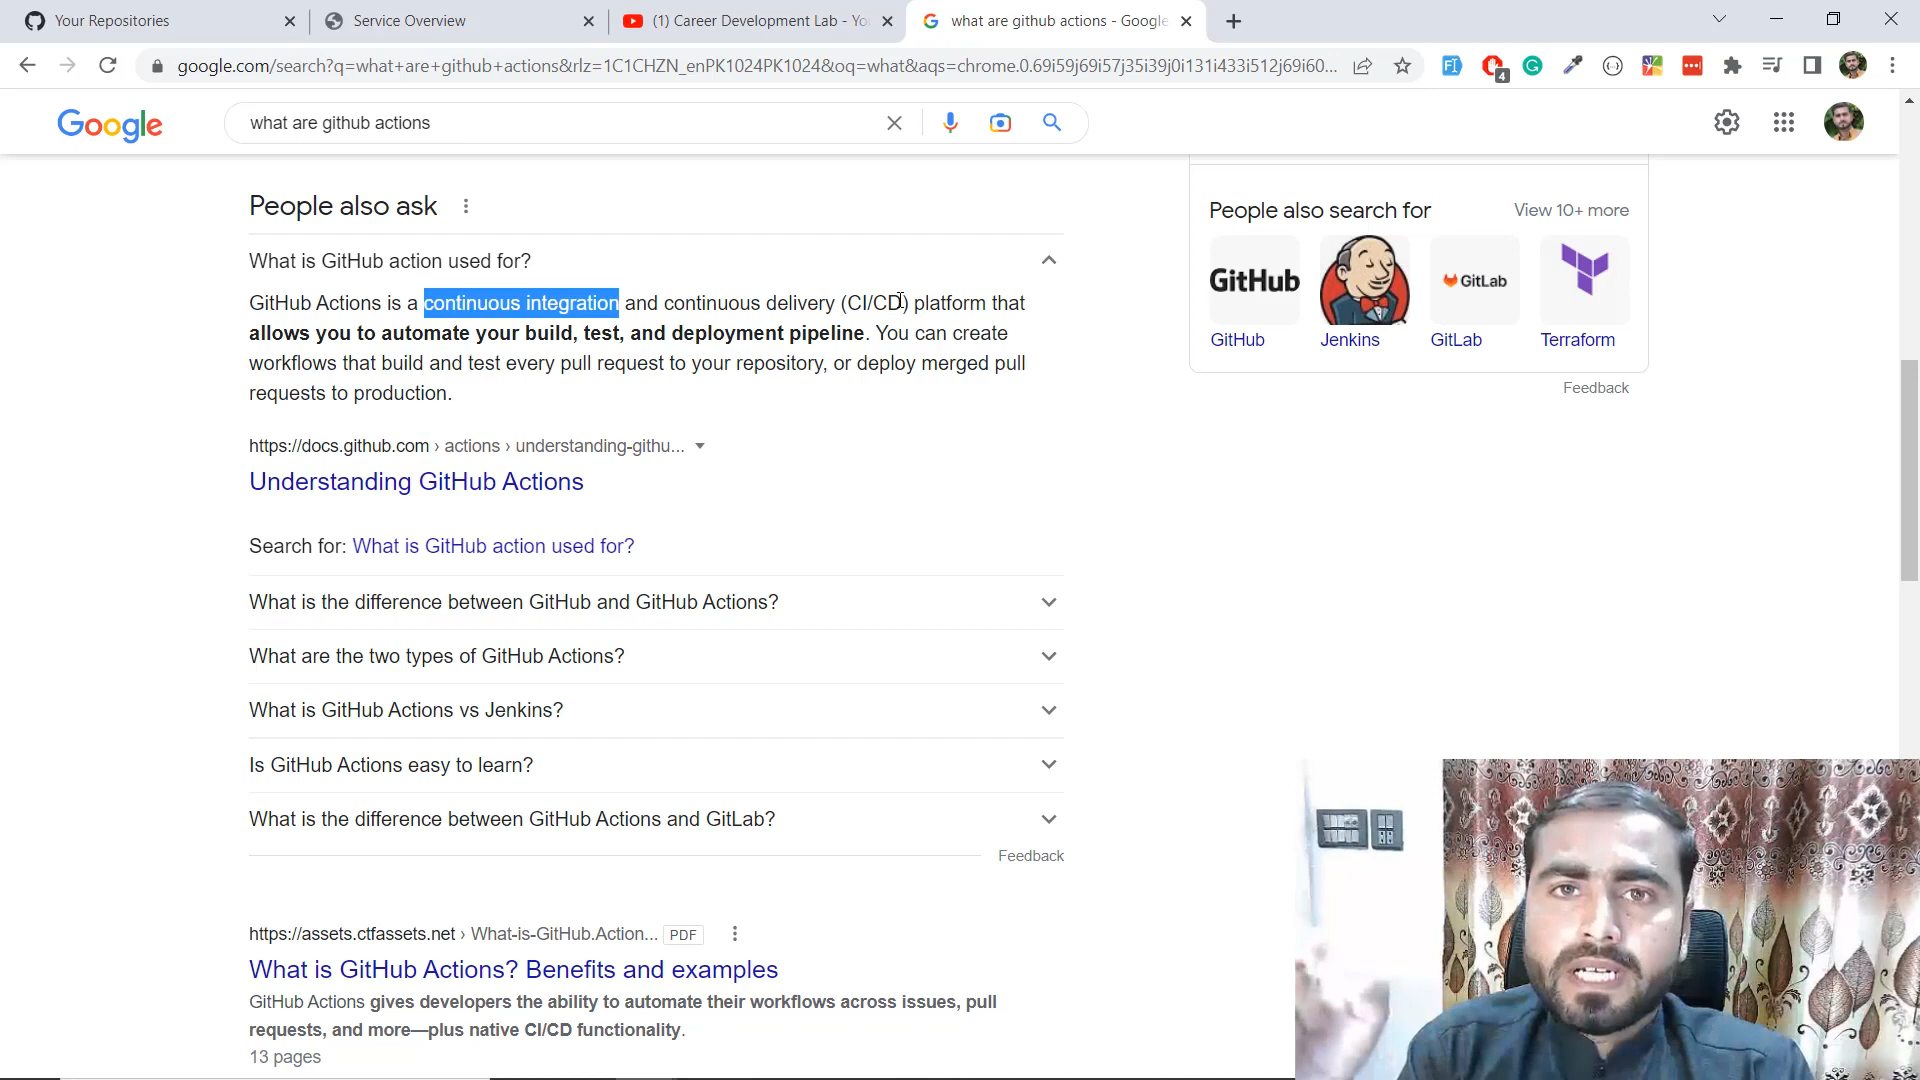 Your Repositories
Service Overview
(1) Career Development Lab - Yo
what are github actions - Google
google.com/search?q=what+are+github+actions&rlz=1C1CHZN_enPK1024PK1024&oq=what&aqs=chrome.0.69i59j69i57j35i39j0i131i433i512j69i60...
4
Google
what are github actions
People also ask
What is GitHub action used for?
GitHub Actions is a continuous integration and continuous delivery (CI/CD) platform that
allows you to automate your build, test, and deployment pipeline. You can create
workflows that build and test every pull request to your repository, or deploy merged pull
requests to production.
https://docs.github.com › actions › understanding-githu...
Understanding GitHub Actions
Search for: What is GitHub action used for?
What is the difference between GitHub and GitHub Actions?
What are the two types of GitHub Actions?
What is GitHub Actions vs Jenkins?
Is GitHub Actions easy to learn?
What is the difference between GitHub Actions and GitLab?
Feedback
https://assets.ctfassets.net › What-is-GitHub.Action... PDF
What is GitHub Actions? Benefits and examples
GitHub Actions gives developers the ability to automate their workflows across issues, pull
requests, and more—plus native CI/CD functionality.
13 pages
People also search for
View 10+ more
GitHub
GitLab
GitHub
Jenkins
GitLab
Terraform
Feedback